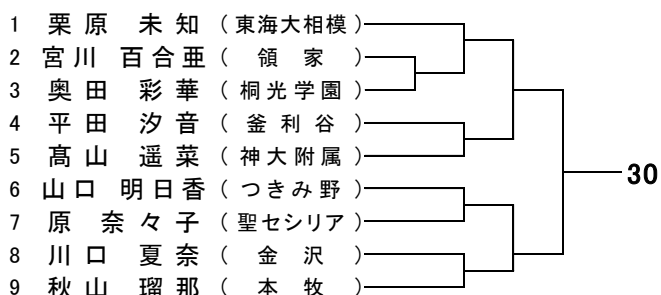 1 栗原 未知 (東海大相模)
2 宮川 百合亜 (領家)
3 奥田 彩華 (桐光学園)
4 平田 汐音 (釜利谷)
5 髙山 遥菜 (神大附属)
6 山口 明日香 (つきみ野)
7 原 奈々子 (聖セシリア)
8 川口 夏奈 (金沢)
9 秋山 瑠那 (本牧)
30